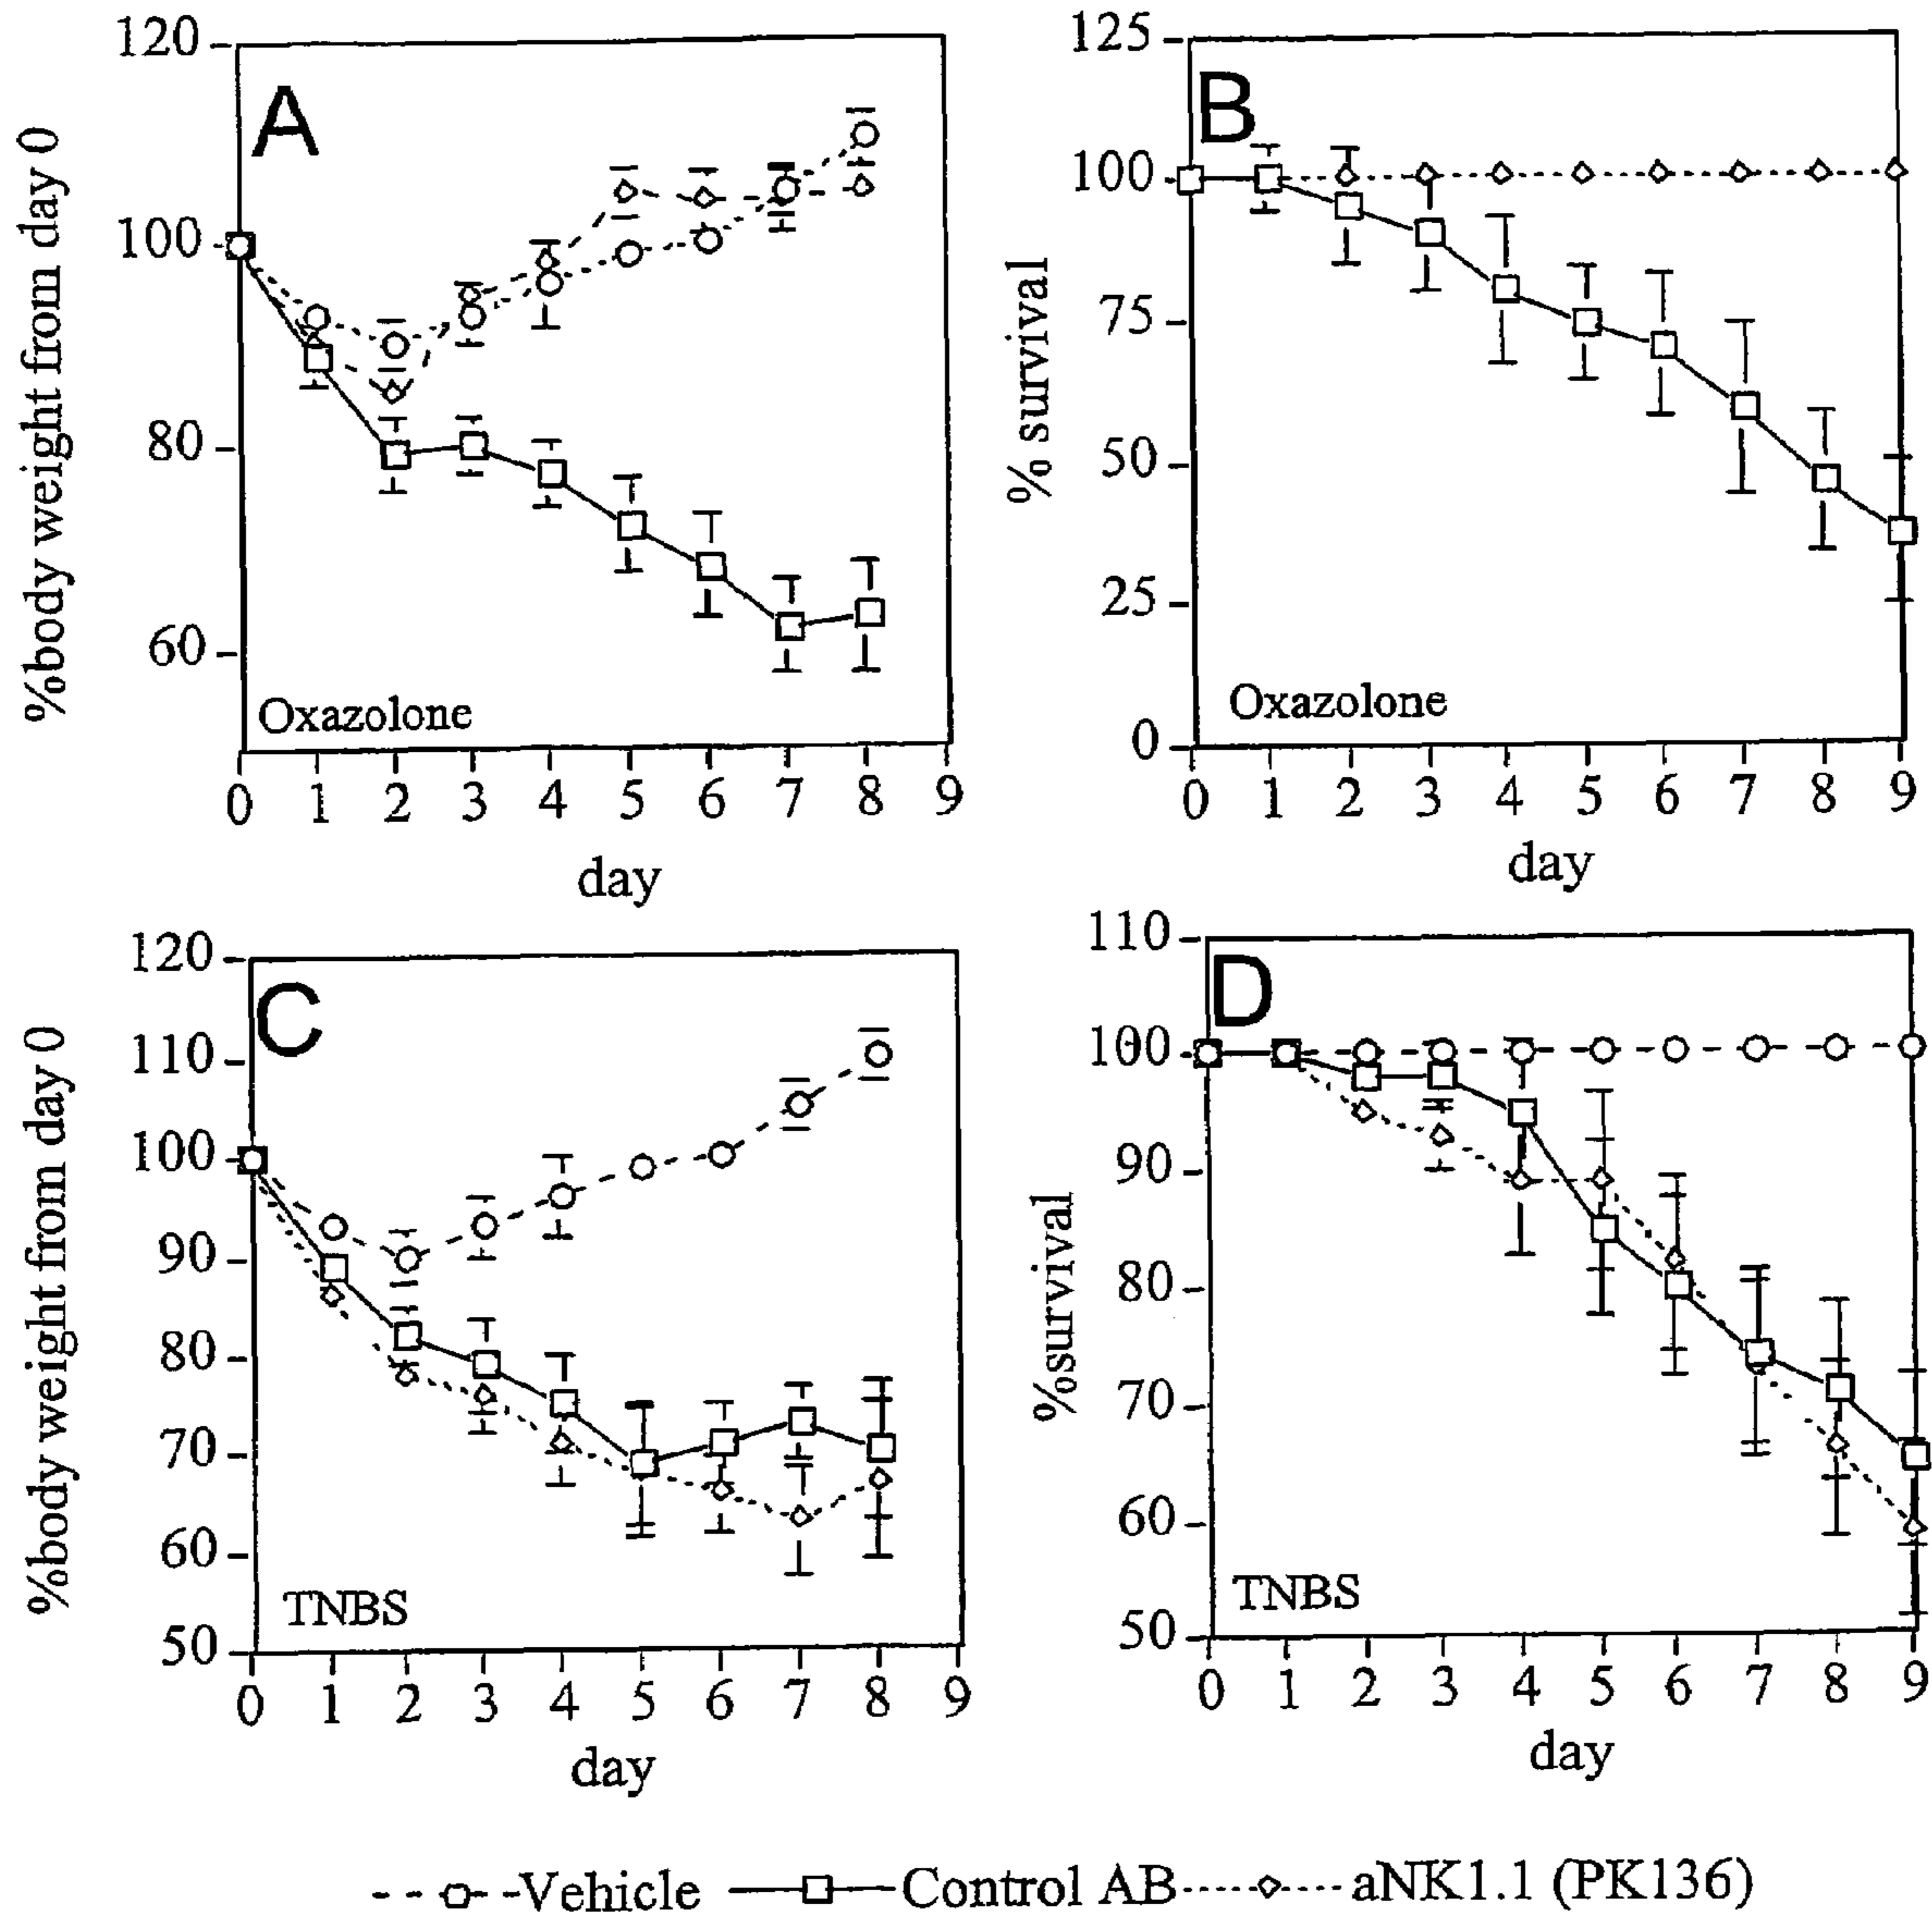 A
%body weight from day 0
120
100
80
60
Oxazolone
0 1 2 3 4 5 6 7 8 9
day
B
% survival
125
100
75
50
25
0
Oxazolone
0 1 2 3 4 5 6 7 8 9
day
C
%body weight from day 0
120
110
100
90
80
70
60
50
TNBS
0 1 2 3 4 5 6 7 8 9
day
D
%survival
110
100
90
80
70
60
50
TNBS
0 1 2 3 4 5 6 7 8 9
day
Vehicle Control AB aNK1.1 (PK136)